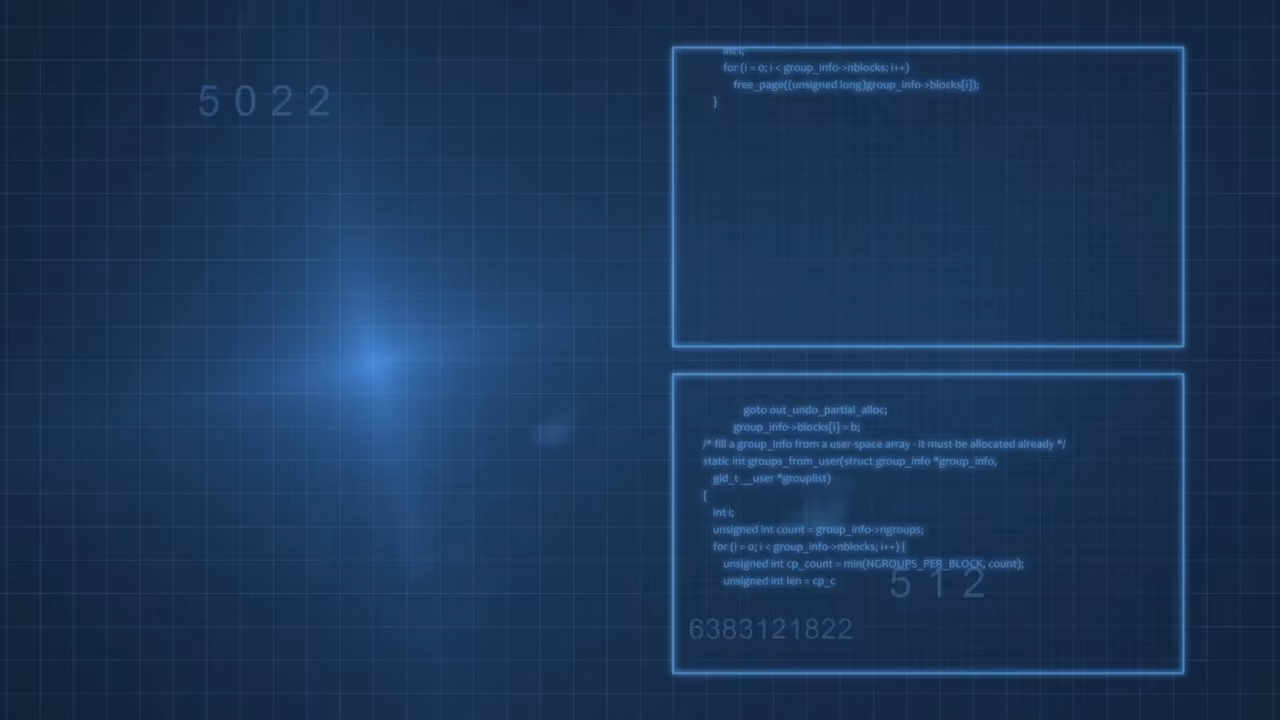 5022
int i;
for (i = 0; i < group_info->nblocks; i++)
free_page((unsigned long)group_info->blocks[i]);
}
goto out_undo_partial_alloc;
group_info->blocks[i] = b;
/* fill a group_info from a user-space array - it must be allocated already */
static int groups_from_user(struct group_info *group_info,
gid_t __user *grouplist)
{
int i;
unsigned int count = group_info->ngroups;
for (i = 0; i < group_info->nblocks; i++) {
unsigned int cp_count = min(NGROUPS_PER_BLOCK, count);
unsigned int len = cp_c
512
6383121822